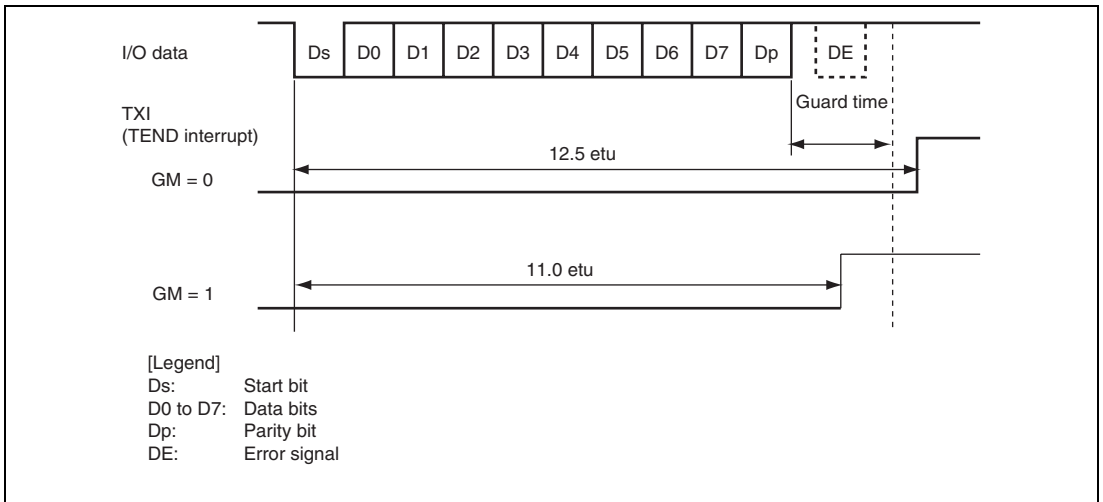 I/O data
Ds D0 D1 D2 D3 D4 D5 D6 D7 Dp DE
Guard time
TXI
(TEND interrupt)
12.5 etu
GM = 0
11.0 etu
GM = 1
[Legend]
Ds: Start bit
D0 to D7: Data bits
Dp: Parity bit
DE: Error signal